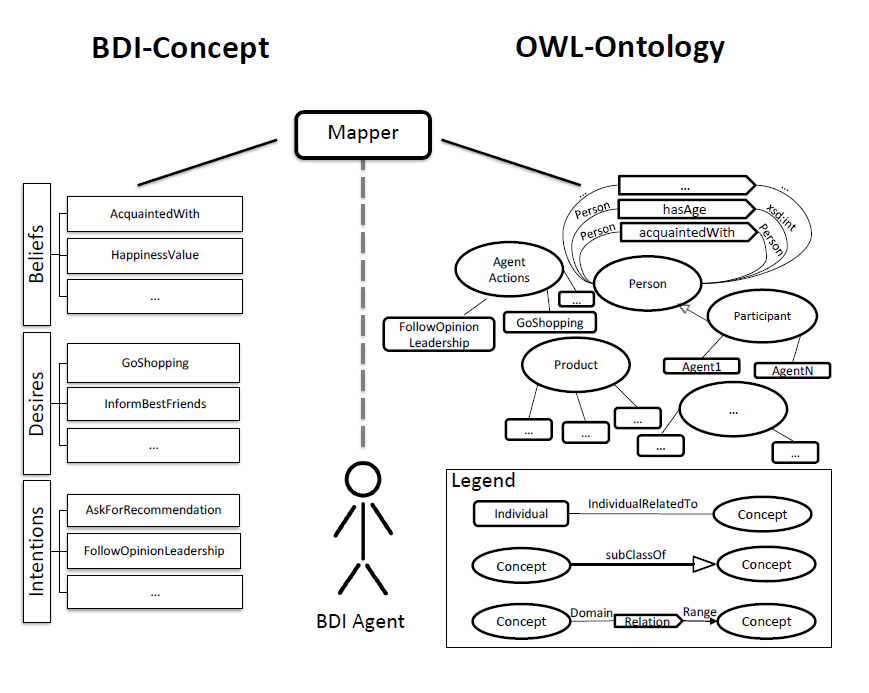 BDI-Concept
OWL-Ontology
Mapper
Beliefs
AcquaintedWith
HappinessValue
...
Desires
GoShopping
InformBestFriends
...
Intentions
AskForRecommendation
FollowOpinionLeadership
...
BDI Agent
...
...
...
Person
hasAge
xsd:int
Person
acquaintedWith
Person
Agent
Actions
Person
...
FollowOpinion
Leadership
GoShopping
Participant
Agent1
AgentN
Product
...
...
...
...
...
...
Legend
Individual
IndividualRelatedTo
Concept
Concept
subClassOf
Concept
Concept
Domain
Relation
Range
Concept